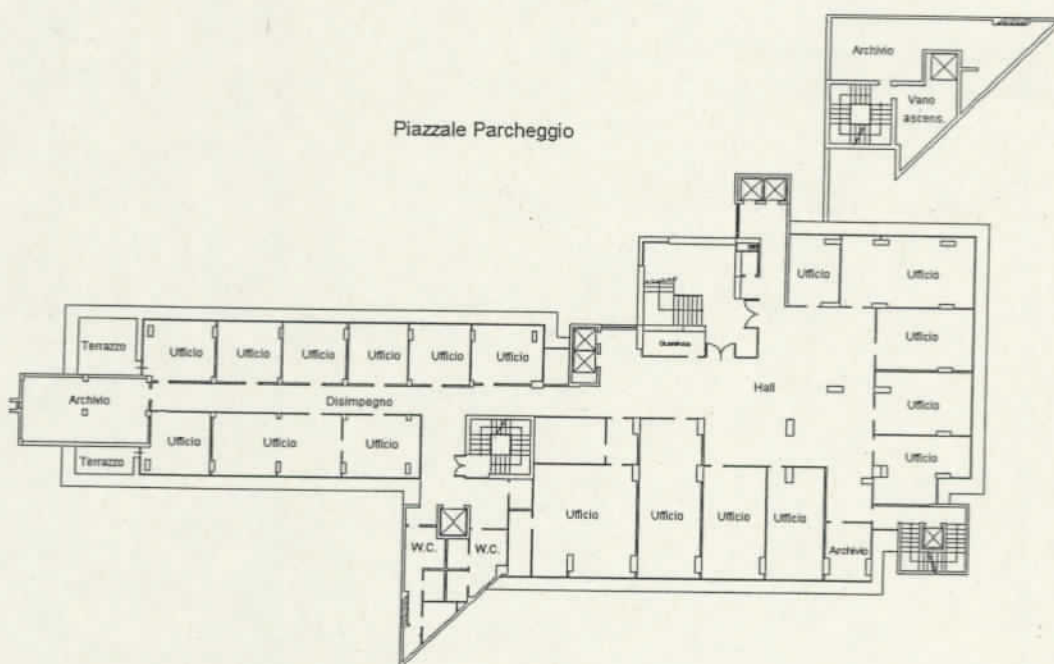 Archivio
Vano
ascens.
Piazzale Parcheggio
Ufficio
Ufficio
Ufficio
Terrazzo
Ufficio
Ufficio
Ufficio
Ufficio
Ufficio
Ufficio
Hall
Archivio
Disimpegno
Ufficio
Ufficio
Ufficio
Ufficio
Terrazzo
Ufficio
Ufficio
Ufficio
Ufficio
Ufficio
W.C.
W.C.
Archivio